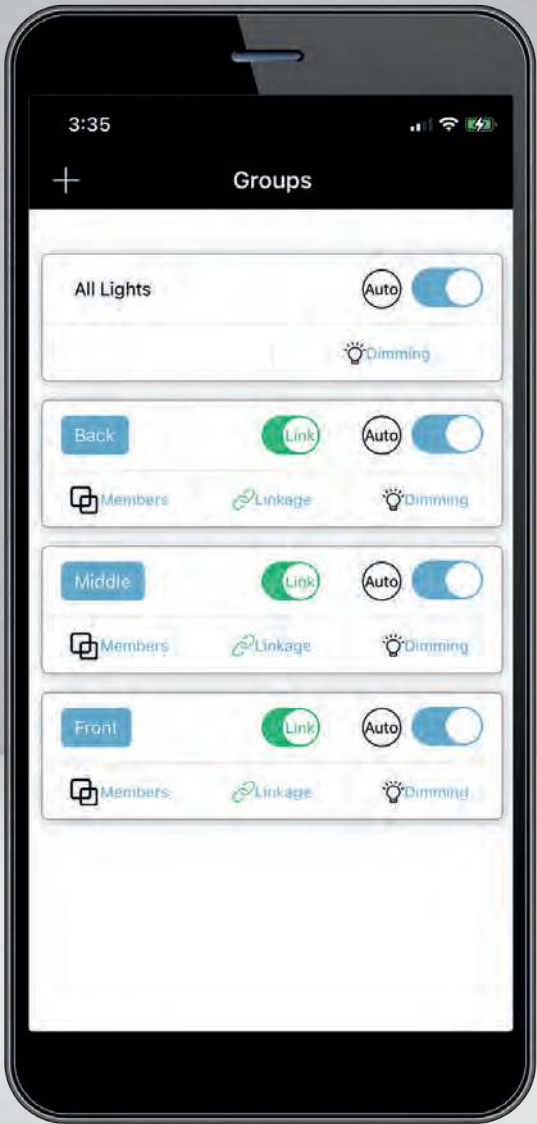 3:35
Groups
All Lights Auto
Dimming
Back Link Auto
Members Linkage Dimming
Middle Link Auto
Members Linkage Dimming
Front Link Auto
Members Linkage Dimming